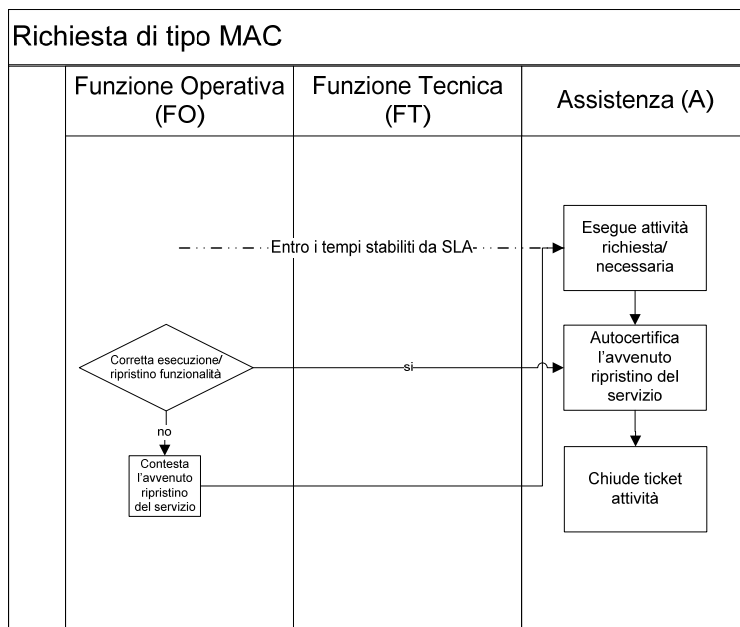 Richiesta di tipo MAC
Funzione Operativa
(FO)
Funzione Tecnica
(FT)
Assistenza (A)
Esegue attività
richiesta/
necessaria
Entro i tempi stabiliti da SLA
Corretta esecuzione/
ripristino funzionalità
si
Autocertifica
l'avvenuto
ripristino del
servizio
no
Contesta
l'avvenuto
ripristino
del servizio
Chiude ticket
attività